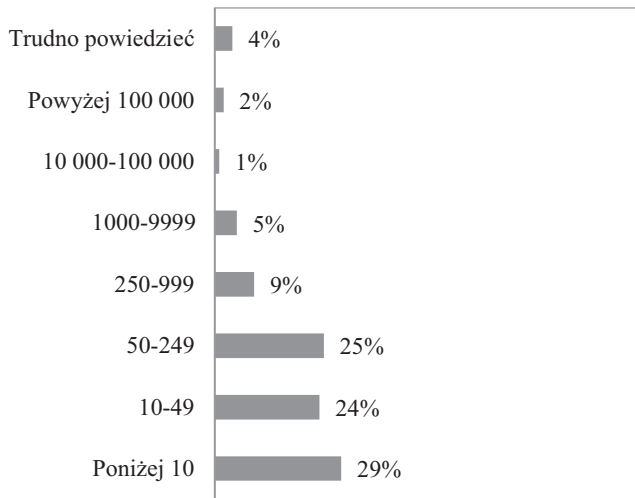 Trudno powiedzieć 4%
Powyżej 100 000 2%
10 000-100 000 1%
1000-9999 5%
250-999 9%
50-249 25%
10-49 24%
Poniżej 10 29%